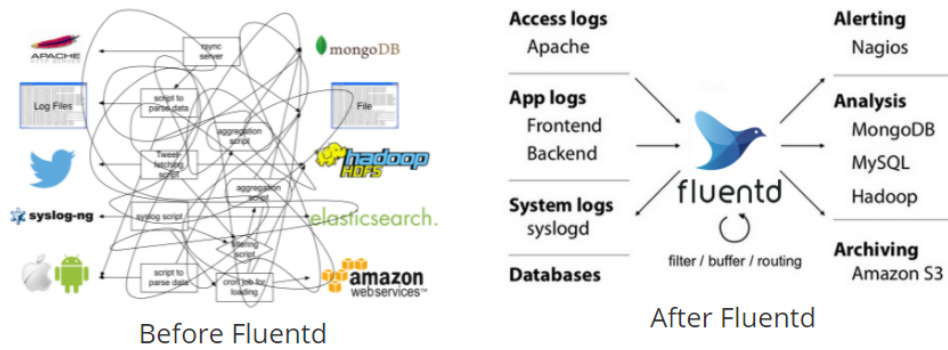 APACHE
rsync
server
mongoDB
Log Files
script to
parse data
File
aggregation
script
Tweet-
fetching
script
hadoop
HDFS
aggregation
script
syslog-ng
syslog script
elasticsearch.
filtering
script
script to
parse data
cron job for
loading
amazon
webservices™
Before Fluentd
Access logs
Apache
App logs
Frontend
Backend
System logs
syslogd
Databases
fluentd
filter / buffer / routing
Alerting
Nagios
Analysis
MongoDB
MySQL
Hadoop
Archiving
Amazon S3
After Fluentd